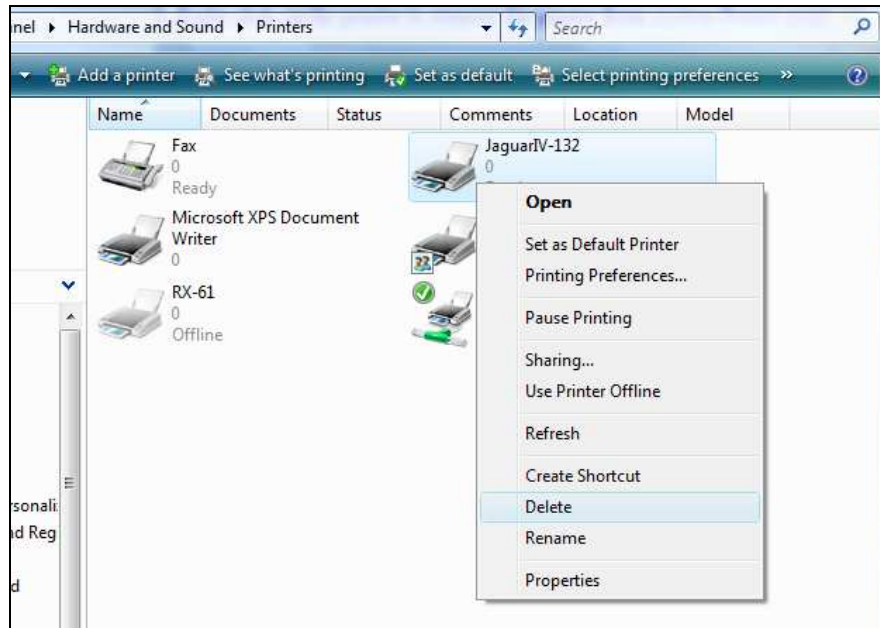 nel ▸ Hardware and Sound ▸ Printers
Search
Add a printer See what's printing Set as default Select printing preferences »
Name Documents Status Comments Location Model
Fax
0
Ready
JaguarIV-132
0
Microsoft XPS Document
Writer
0
RX-61
0
Offline
Open
Set as Default Printer
Printing Preferences...
Pause Printing
Sharing...
Use Printer Offline
Refresh
Create Shortcut
Delete
Rename
Properties
rsonali
nd Reg
d